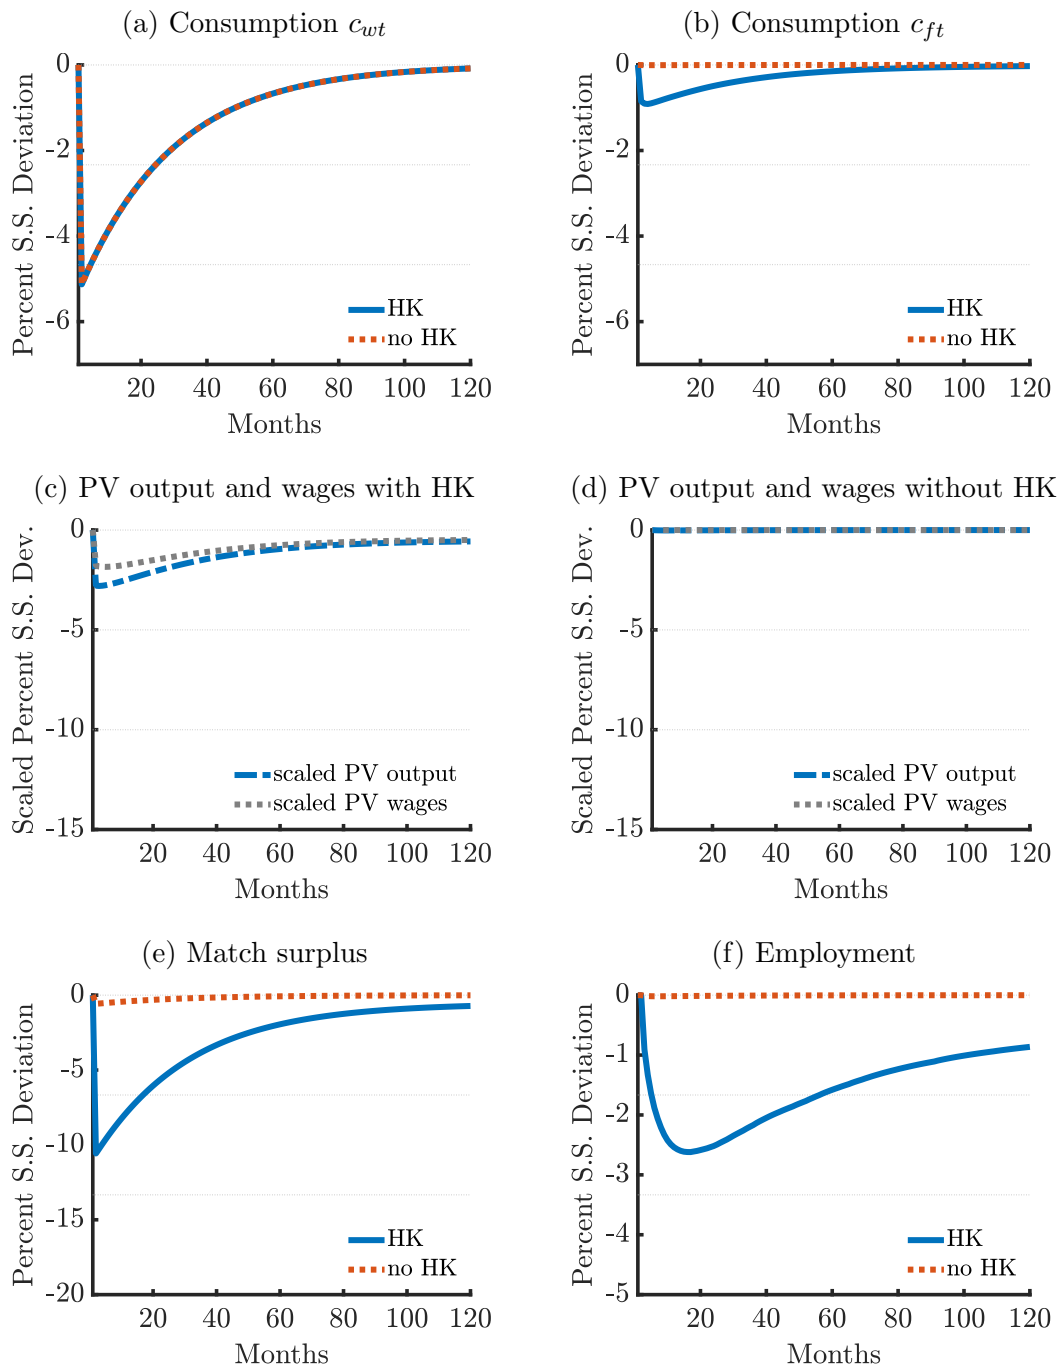 (a) Consumption c_{wt}
Percent S.S. Deviation
0
-2
-4
-6
HK
no HK
20 40 60 80 100 120
Months
(b) Consumption c_{ft}
Percent S.S. Deviation
0
-2
-4
-6
HK
no HK
20 40 60 80 100 120
Months
(c) PV output and wages with HK
Scaled Percent S.S. Dev.
0
-5
-10
-15
scaled PV output
scaled PV wages
20 40 60 80 100 120
Months
(d) PV output and wages without HK
Scaled Percent S.S. Dev.
0
-5
-10
-15
scaled PV output
scaled PV wages
20 40 60 80 100 120
Months
(e) Match surplus
Percent S.S. Deviation
0
-5
-10
-15
-20
HK
no HK
20 40 60 80 100 120
Months
(f) Employment
Percent S.S. Deviation
0
-1
-2
-3
-4
-5
HK
no HK
20 40 60 80 100 120
Months